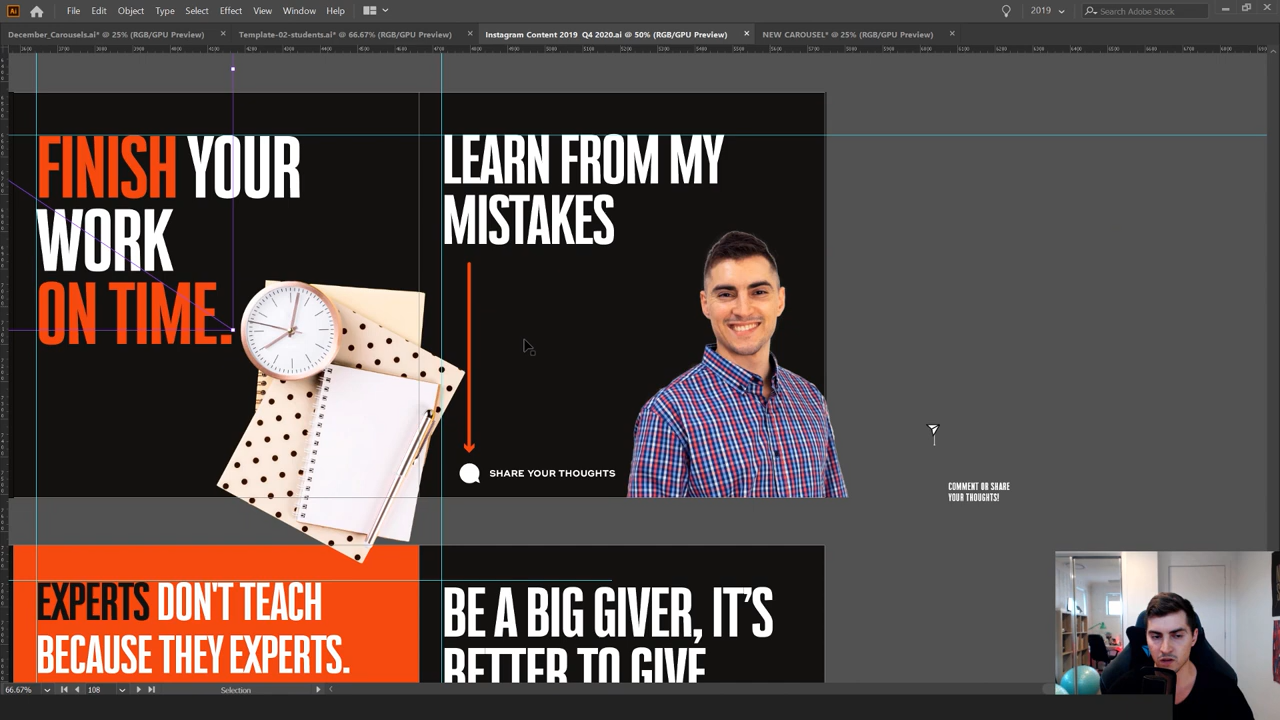 File Edit Object Type Select Effect View Window Help
2019
Search Adobe Stock
December_Carousels.ai* @ 25% (RGB/GPU Preview)
Template-02-students.ai* @ 66.67% (RGB/GPU Preview)
Instagram Content 2019 Q4 2020.ai @ 50% (RGB/GPU Preview)
NEW CAROUSEL* @ 25% (RGB/GPU Preview)
FINISH YOUR
WORK
ON TIME.
LEARN FROM MY
MISTAKES
SHARE YOUR THOUGHTS
COMMENT OR SHARE
YOUR THOUGHTS!
EXPERTS DON'T TEACH
BECAUSE THEY EXPERTS.
BE A BIG GIVER, IT'S
BETTER TO GIVE
66.67%
108
Selection